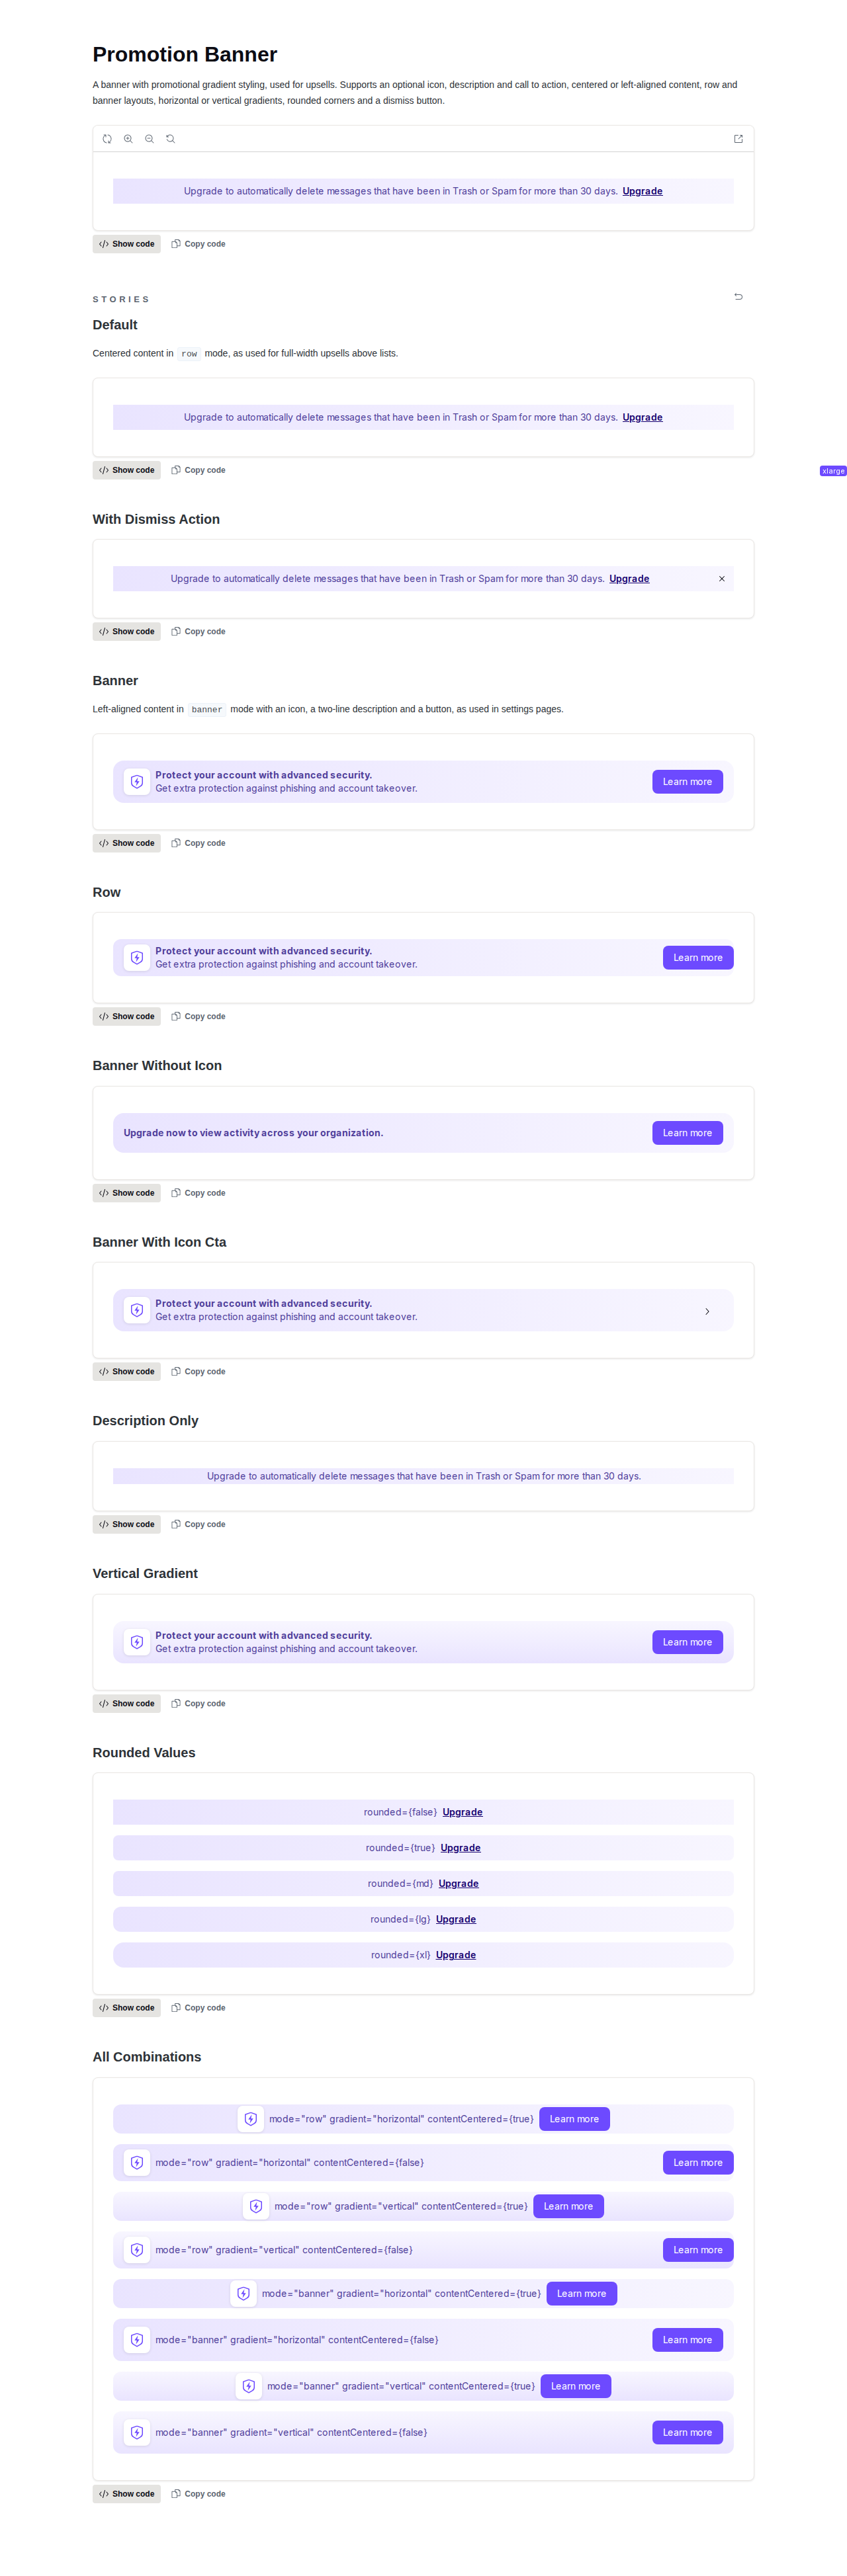 Promotion Banner
A banner with promotional gradient styling, used for upsells. Supports an optional icon, description and call to action, centered or left-aligned content, row and
banner layouts, horizontal or vertical gradients, rounded corners and a dismiss button.
Upgrade to automatically delete messages that have been in Trash or Spam for more than 30 days. Upgrade
Show code Copy code
STORIES
Default
Centered content in row mode, as used for full-width upsells above lists.
Upgrade to automatically delete messages that have been in Trash or Spam for more than 30 days. Upgrade
Show code Copy code
xlarge
With Dismiss Action
Upgrade to automatically delete messages that have been in Trash or Spam for more than 30 days. Upgrade
Show code Copy code
Banner
Left-aligned content in banner mode with an icon, a two-line description and a button, as used in settings pages.
Protect your account with advanced security.
Get extra protection against phishing and account takeover.
Learn more
Show code Copy code
Row
Protect your account with advanced security.
Get extra protection against phishing and account takeover.
Learn more
Show code Copy code
Banner Without Icon
Upgrade now to view activity across your organization. Learn more
Show code Copy code
Banner With Icon Cta
Protect your account with advanced security.
Get extra protection against phishing and account takeover.
Show code Copy code
Description Only
Upgrade to automatically delete messages that have been in Trash or Spam for more than 30 days.
Show code Copy code
Vertical Gradient
Protect your account with advanced security.
Get extra protection against phishing and account takeover.
Learn more
Show code Copy code
Rounded Values
rounded={false} Upgrade
rounded={true} Upgrade
rounded={md} Upgrade
rounded={lg} Upgrade
rounded={xl} Upgrade
Show code Copy code
All Combinations
mode="row" gradient="horizontal" contentCentered={true} Learn more
mode="row" gradient="horizontal" contentCentered={false} Learn more
mode="row" gradient="vertical" contentCentered={true} Learn more
mode="row" gradient="vertical" contentCentered={false} Learn more
mode="banner" gradient="horizontal" contentCentered={true} Learn more
mode="banner" gradient="horizontal" contentCentered={false} Learn more
mode="banner" gradient="vertical" contentCentered={true} Learn more
mode="banner" gradient="vertical" contentCentered={false} Learn more
Show code Copy code